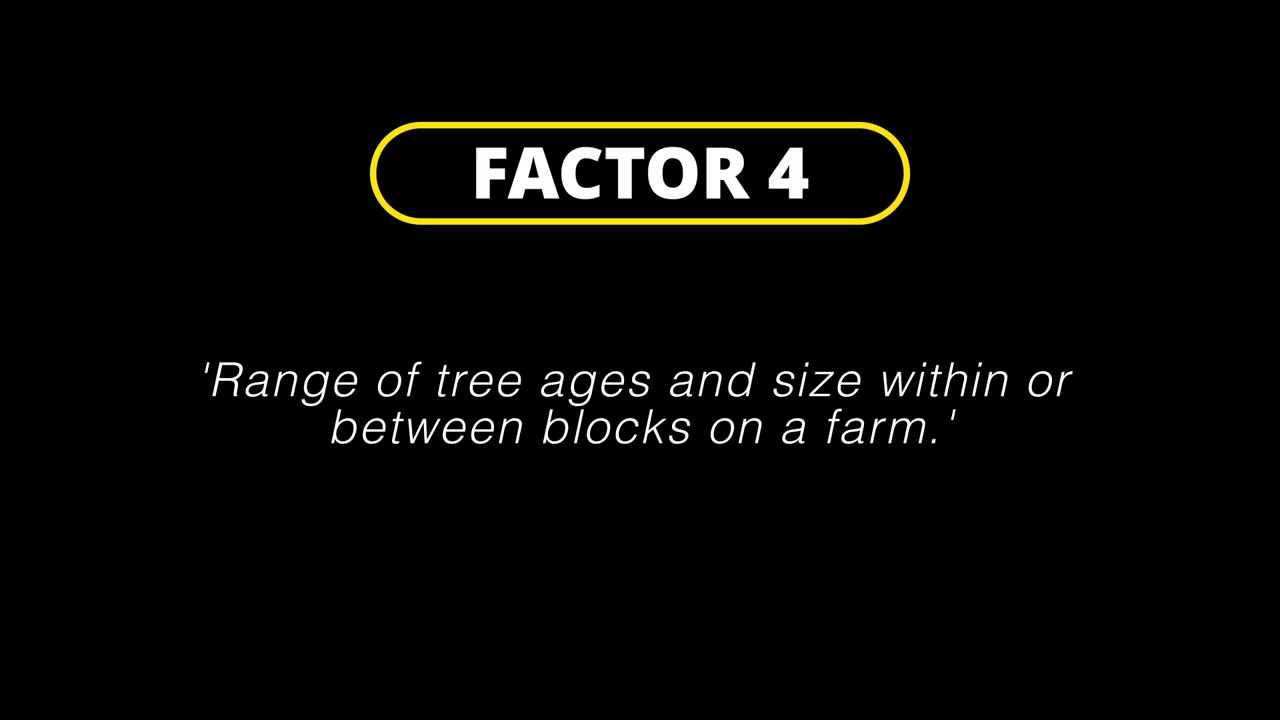 FACTOR 4
'Range of tree ages and size within or
between blocks on a farm.'